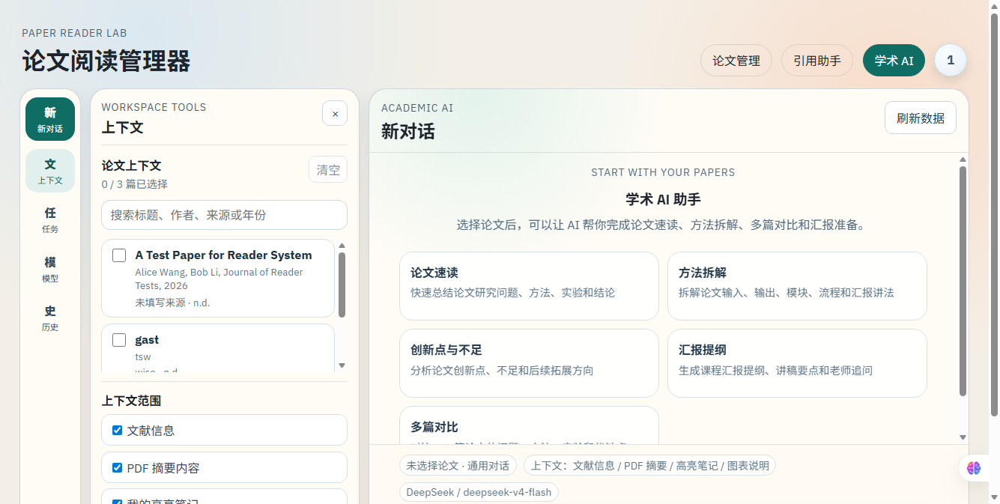 PAPER READER LAB
论文阅读管理器
论文管理
引用助手
学术 AI
1
新
新对话
文
上下文
任
任务
模
模型
史
历史
WORKSPACE TOOLS
上下文
×
论文上下文
0 / 3 篇已选择
清空
搜索标题、作者、来源或年份
A Test Paper for Reader System
Alice Wang, Bob Li, Journal of Reader
Tests, 2026
未填写来源 · n.d.
gast
tsw
上下文范围
文献信息
PDF 摘要内容
我的高亮笔记
ACADEMIC AI
新对话
刷新数据
START WITH YOUR PAPERS
学术 AI 助手
选择论文后，可以让 AI 帮你完成论文速读、方法拆解、多篇对比和汇报准备。
论文速读
快速总结论文研究问题、方法、实验和结论
方法拆解
拆解论文输入、输出、模块、流程和汇报讲法
创新点与不足
分析论文创新点、不足和后续拓展方向
汇报提纲
生成课程汇报提纲、讲稿要点和老师追问
多篇对比
未选择论文 · 通用对话
上下文：文献信息 / PDF 摘要 / 高亮笔记 / 图表说明
DeepSeek / deepseek-v4-flash